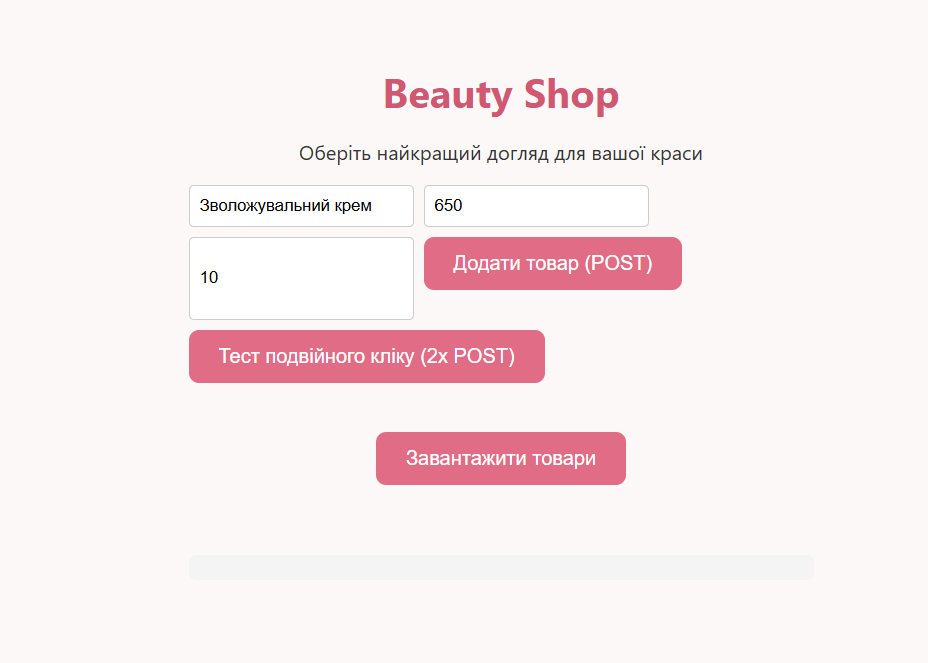 Beauty Shop
Оберіть найкращий догляд для вашої краси
Зволожувальний крем
650
10
Додати товар (POST)
Тест подвійного кліку (2x POST)
Завантажити товари